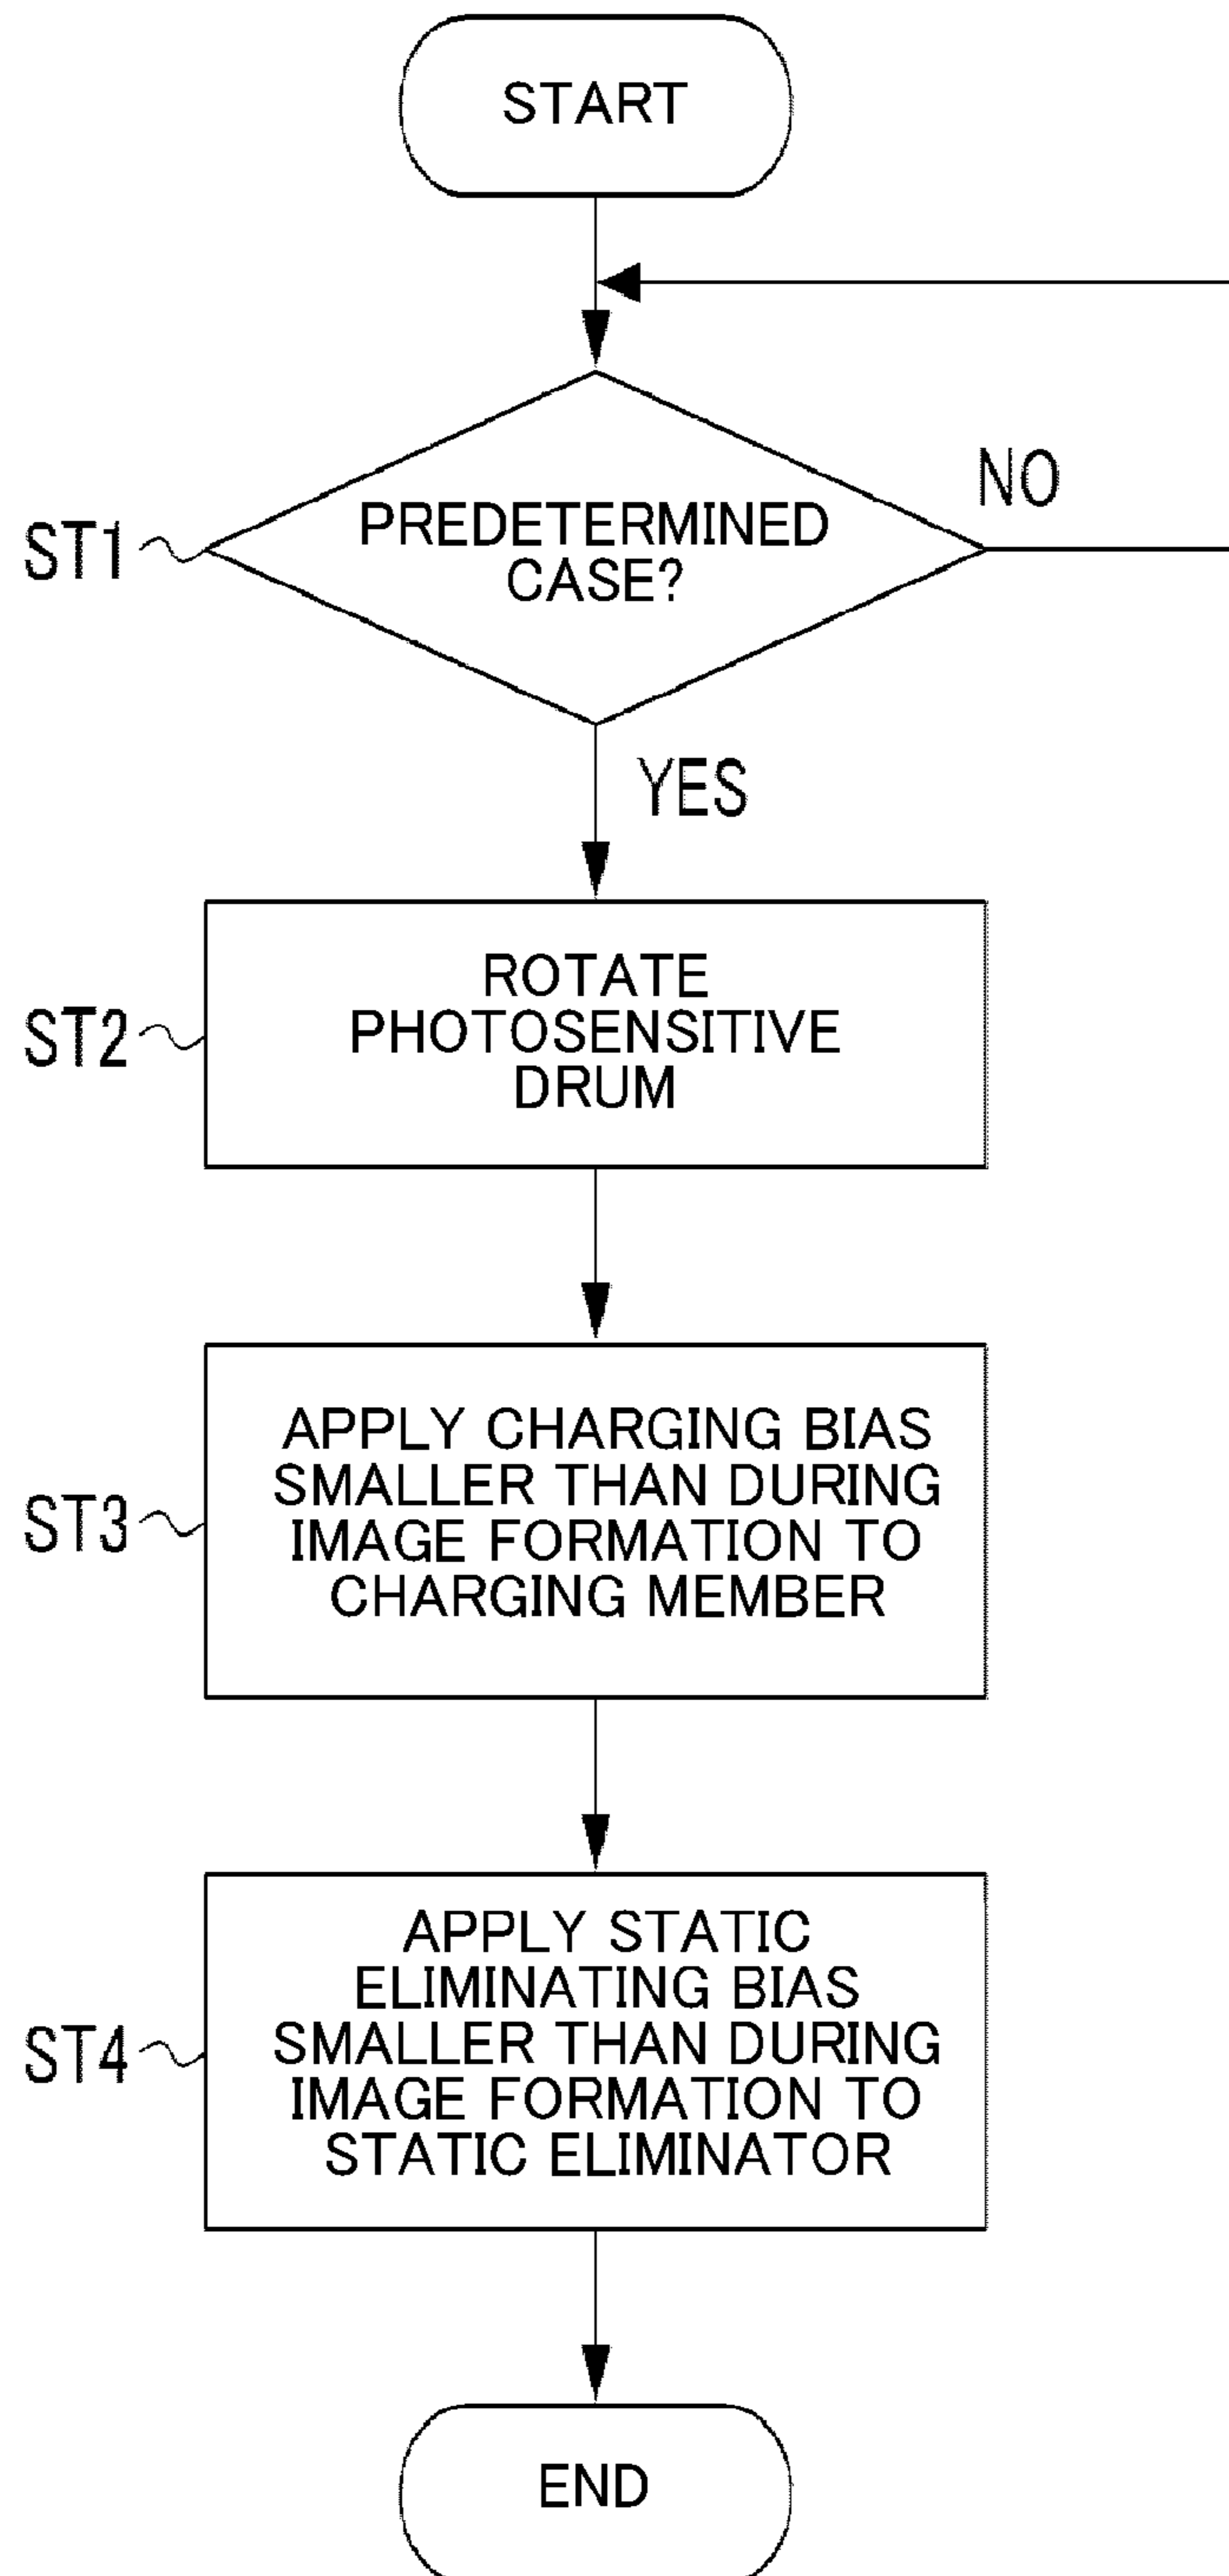 START
NO
ST1
PREDETERMINED
CASE?
YES
ST2
ROTATE
PHOTOSENSITIVE
DRUM
ST3
APPLY CHARGING BIAS
SMALLER THAN DURING
IMAGE FORMATION TO
CHARGING MEMBER
ST4
APPLY STATIC
ELIMINATING BIAS
SMALLER THAN DURING
IMAGE FORMATION TO
STATIC ELIMINATOR
END